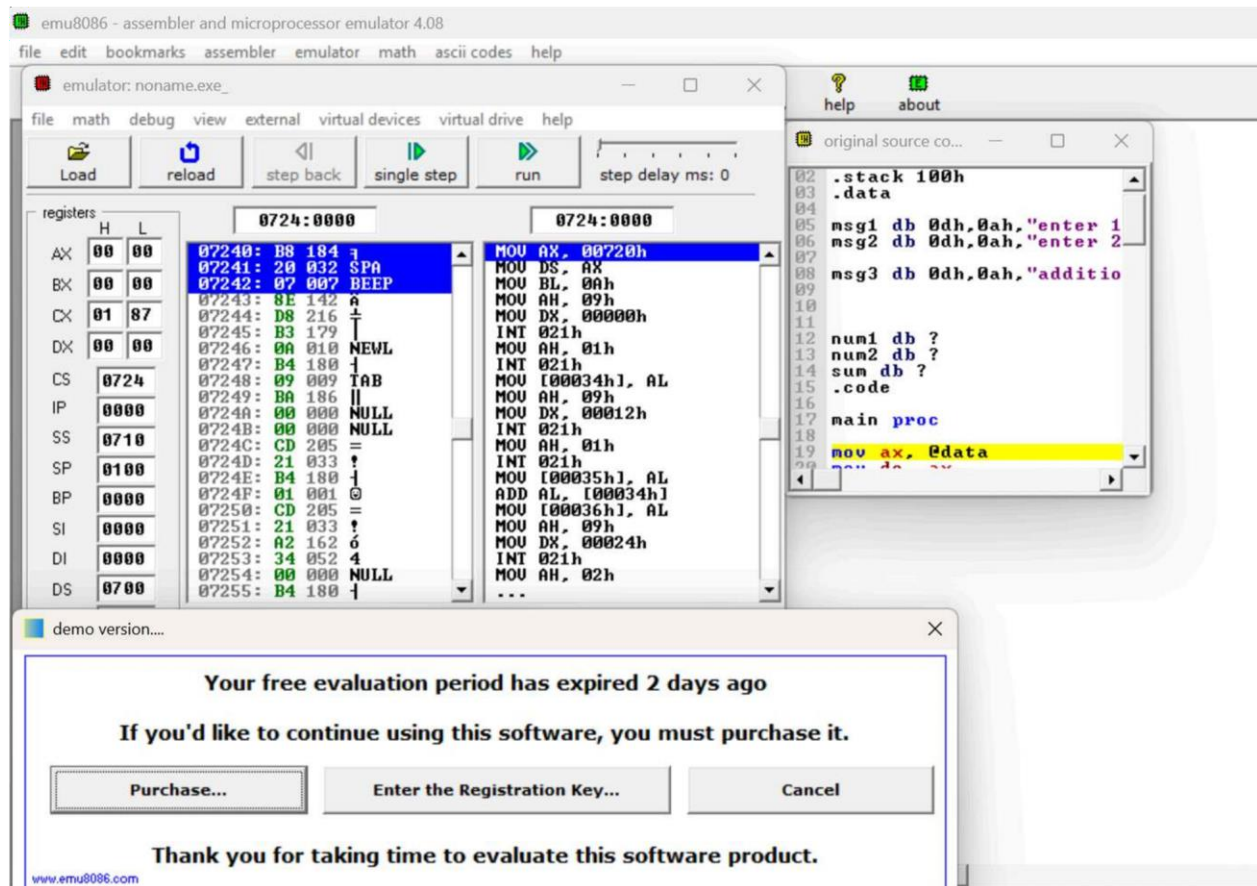 emu8086 - assembler and microprocessor emulator 4.08
file edit bookmarks assembler emulator math ascii codes help
emulator: noname.exe_
help about
file math debug view external virtual devices virtual drive help
Load reload step back single step run step delay ms: 0
registers
H L
AX 00 00
BX 00 00
CX 01 87
DX 00 00
CS 0724
IP 0000
SS 0710
SP 0100
BP 0000
SI 0000
DI 0000
DS 0700
0724:0000
07240: B8 184 ╕
07241: 20 032 SPA
07242: 07 007 BEEP
07243: 8E 142 Ä
07244: D8 216 ╪
07245: B3 179 │
07246: 0A 010 NEWL
07247: B4 180 ┤
07248: 09 009 TAB
07249: BA 186 ║
0724A: 00 000 NULL
0724B: 00 000 NULL
0724C: CD 205 =
0724D: 21 033 !
0724E: B4 180 ┤
0724F: 01 001 ☺
07250: CD 205 =
07251: 21 033 !
07252: A2 162 ó
07253: 34 052 4
07254: 00 000 NULL
07255: B4 180 ┤
0724:0000
MOV AX, 00720h
MOV DS, AX
MOV BL, 0Ah
MOV AH, 09h
MOV DX, 00000h
INT 021h
MOV AH, 01h
INT 021h
MOV [00034h], AL
MOV AH, 09h
MOV DX, 00012h
INT 021h
MOV AH, 01h
INT 021h
MOV [00035h], AL
ADD AL, [00034h]
MOV [00036h], AL
MOV AH, 09h
MOV DX, 00024h
INT 021h
MOV AH, 02h
...
original source co...
02 .stack 100h
03 .data
04
05 msg1 db 0dh,0ah,"enter 1
06 msg2 db 0dh,0ah,"enter 2
07
08 msg3 db 0dh,0ah,"additio
09
10
11
12 num1 db ?
13 num2 db ?
14 sum db ?
15 .code
16
17 main proc
18
19 mov ax, @data
demo version....
Your free evaluation period has expired 2 days ago
If you'd like to continue using this software, you must purchase it.
Purchase... Enter the Registration Key... Cancel
Thank you for taking time to evaluate this software product.
www.emu8086.com